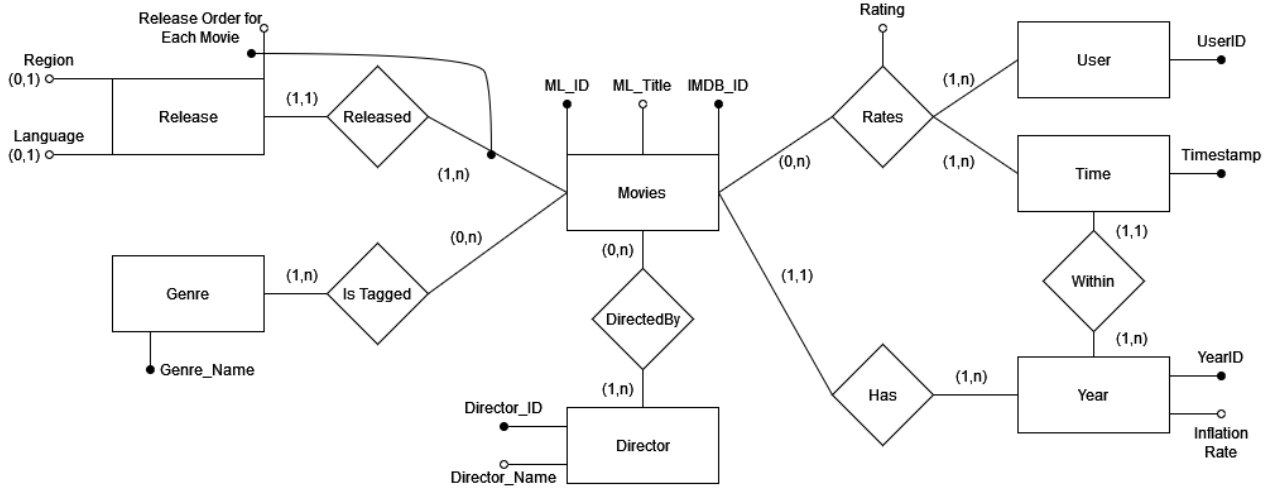 Release Order for
Each Movie
Rating
Region
(0,1)
User
UserID
(1,n)
ML_ID
ML_Title
IMDB_ID
(1,1)
Release
Released
Rates
Language
(0,1)
(1,n)
(0,n)
(1,n)
Time
Timestamp
Movies
(0,n)
(0,n)
(1,1)
(1,n)
Genre
Is Tagged
(1,1)
Within
DirectedBy
Genre_Name
(1,n)
(1,n)
(1,n)
YearID
Has
Year
Director_ID
Director
Inflation
Rate
Director_Name